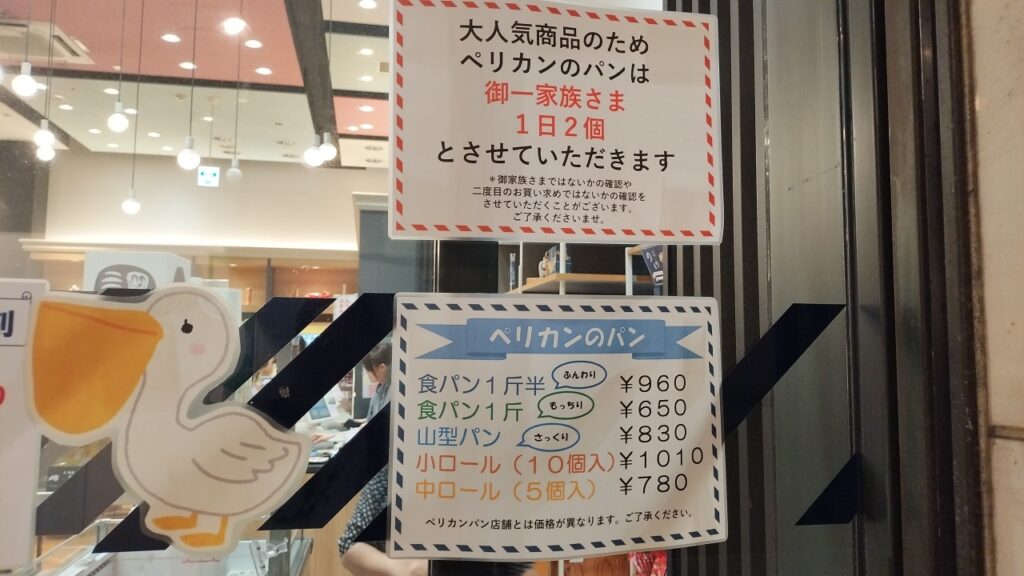 大人気商品のため
ペリカンのパンは
御一家族さま
１日２個
とさせていただきます
＊御家族さまではないかの確認や
二度目のお買い求めではないかの確認を
させていただくことがございます。
ご了承くださいませ。
ペリカンのパン
食パン１斤半 ふんわり ￥960
食パン１斤 もっちり ￥650
山型パン さっくり ￥830
小ロール（１０個入）￥1010
中ロール（５個入） ￥780
ペリカンパン店舗とは価格が異なります。ご了承ください。